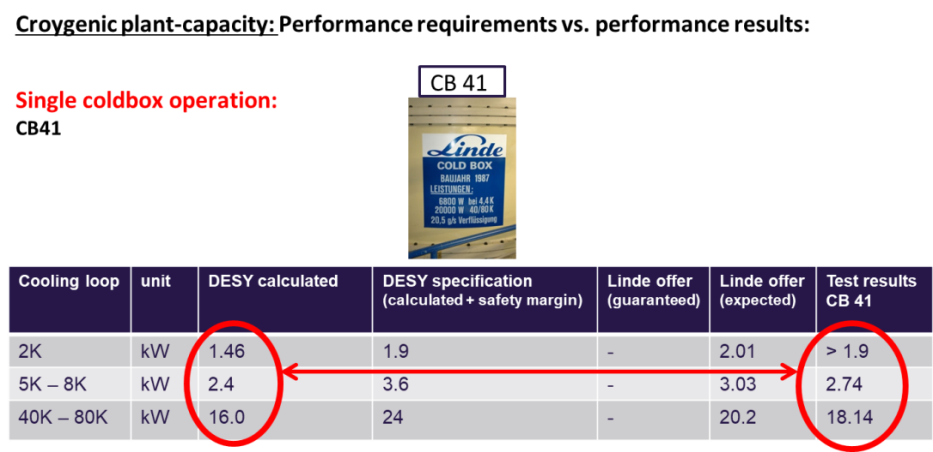 Croygenic plant-capacity: Performance requirements vs. performance results:
CB 41
Single coldbox operation:
CB41
Linde
COLD BOX
BAUJAHR 1987
LEISTUNGEN:
6800 W bei 4,4K
20000 W 40/80K
20,5 g/s Verflüssigung
Cooling loop unit DESY calculated DESY specification (calculated + safety margin) Linde offer (guaranteed) Linde offer (expected) Test results CB 41
2K kW 1.46 1.9 - 2.01 > 1.9
5K – 8K kW 2.4 3.6 - 3.03 2.74
40K – 80K kW 16.0 24 - 20.2 18.14